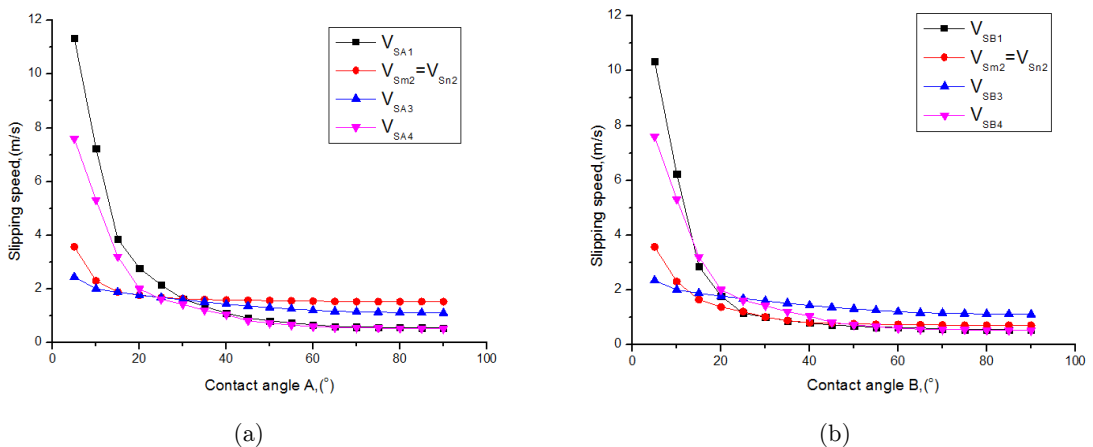 12
10
8
6
4
2
0
Slipping speed,(m/s)
V_SA1
V_Sm2=V_Sn2
V_SA3
V_SA4
0 20 40 60 80 100
Contact angle A,(°)
(a)
12
10
8
6
4
2
0
Slipping speed,(m/s)
V_SB1
V_Sm2=V_Sn2
V_SB3
V_SB4
0 20 40 60 80 100
Contact angle B,(°)
(b)